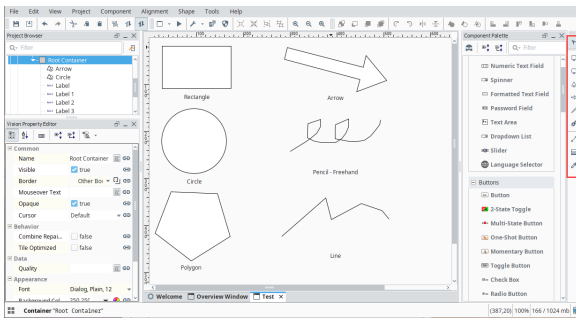 File Edit View Project Component Alignment Shape Tools Help
Project Browser
Filter
Root Container
Arrow
Circle
Label
Label 1
Label 2
Label 3
Vision Property Editor
Common
Name Root Container
Visible true
Border Other Bor
Mouseover Text
Opaque true
Cursor Default
Behavior
Combine Repai... false
Tile Optimized false
Data
Quality
Appearance
Font Dialog, Plain, 12
Rectangle
Arrow
Circle
Pencil - Freehand
Polygon
Line
Welcome Overview Window Test
Component Palette
Filter
Numeric Text Field
Spinner
Formatted Text Field
Password Field
Text Area
Dropdown List
Slider
Language Selector
Buttons
Button
2-State Toggle
Multi-State Button
One-Shot Button
Momentary Button
Toggle Button
Check Box
Radio Button
Container "Root Container" (387,20) 100% 166 / 1024 mb